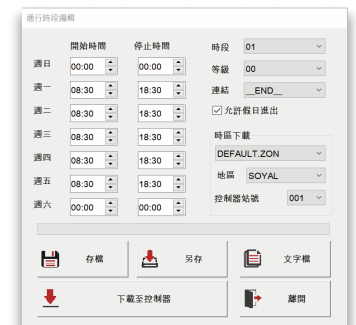 通行時段編輯
開始時間 停止時間 時段 01
週日 00:00 00:00 等級 00
週一 08:30 18:30 連結 __END__
週二 08:30 18:30 允許假日進出
週三 08:30 18:30 時區下載
週四 08:30 18:30 DEFAULT.ZON
週五 08:30 18:30 地區 SOYAL
週六 00:00 00:00 控制器站號 001
存檔 另存 文字檔
下載至控制器 離開